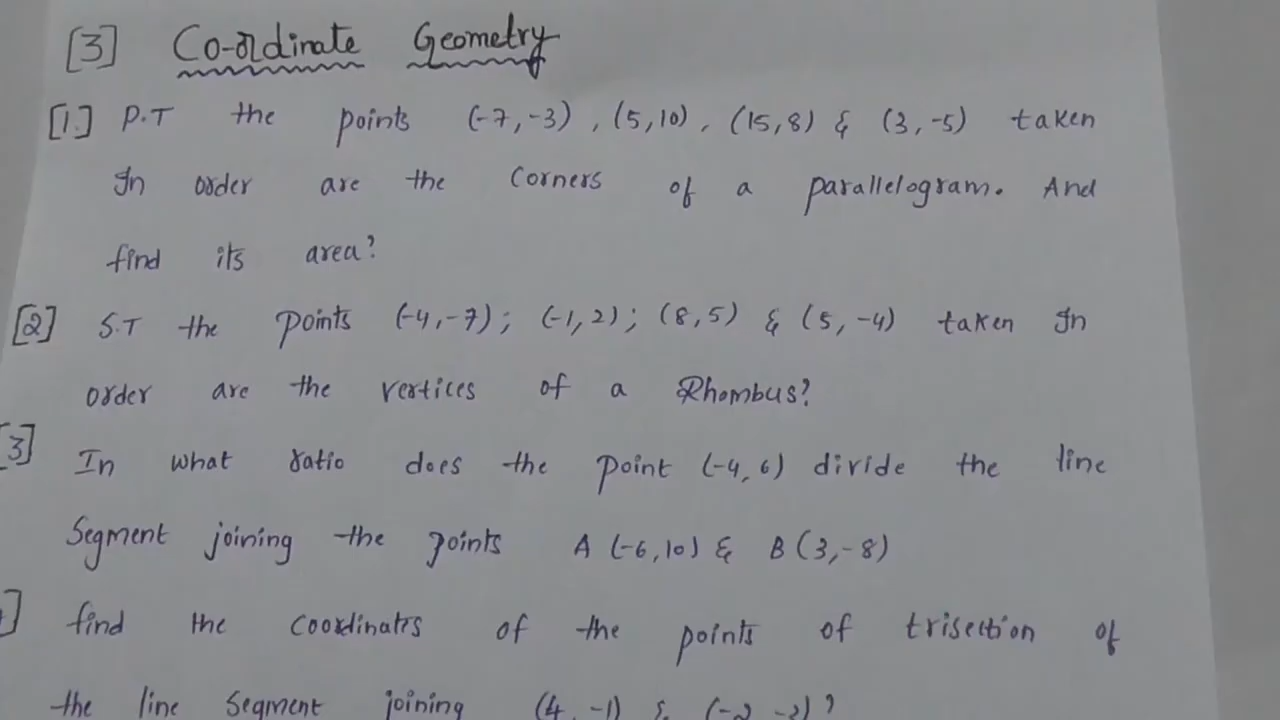 [3] Co-ordinate Geometry
[1.] P.T the points (-7,-3), (5,10), (15,8) & (3,-5) taken
In order are the Corners of a parallelogram. And
find its area?
[2] S.T the points (-4,-7); (-1,2); (8,5) & (5,-4) taken In
order are the vertices of a Rhombus?
[3] In what ratio does the point (-4,6) divide the line
Segment joining the points A (-6,10) & B (3,-8)
] find the coordinates of the points of trisection of
the line Segment joining (4,-1) & (-2,-3)?